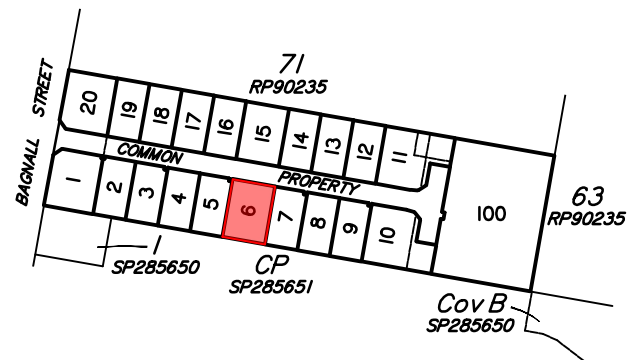 71
RP90235
BAGNALL STREET
20
19
18
17
16
15
14
13
12
11
COMMON PROPERTY
1
2
3
4
5
6
7
8
9
10
100
63
RP90235
1
SP285650
CP
SP285651
Cov B
SP285650